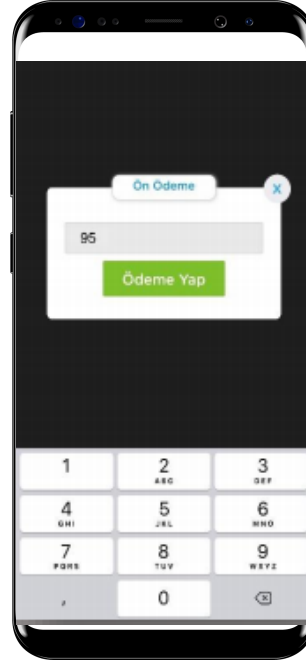 Ön Ödeme
X
95
Ödeme Yap
1 2 3
ABC DEF
4 5 6
GHI JKL MNO
7 8 9
PQRS TUV WXYZ
, 0